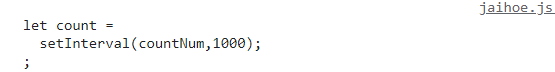 jaihoe.js
let count =
  setInterval(countNum,1000);
;